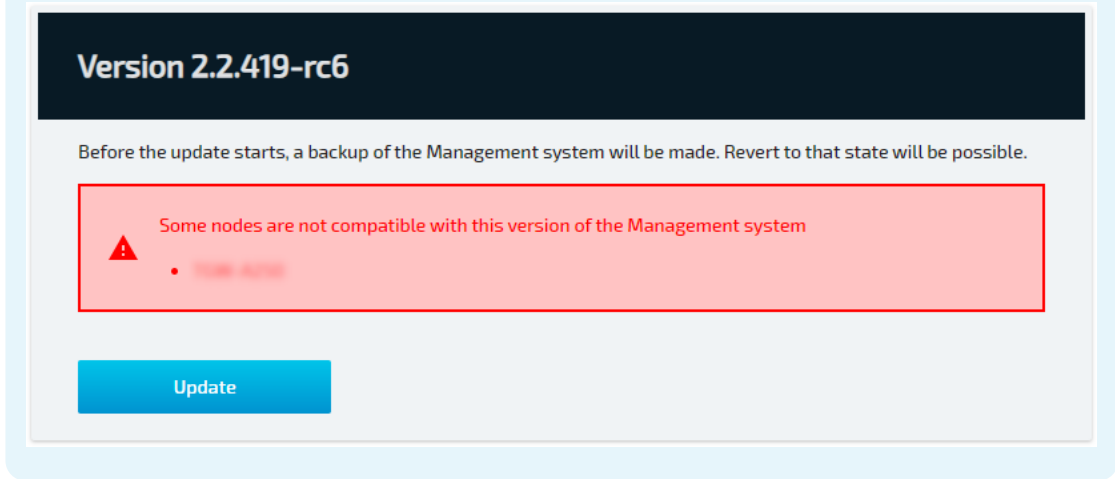 Version 2.2.419-rc6
Before the update starts, a backup of the Management system will be made. Revert to that state will be possible.
Some nodes are not compatible with this version of the Management system
Update